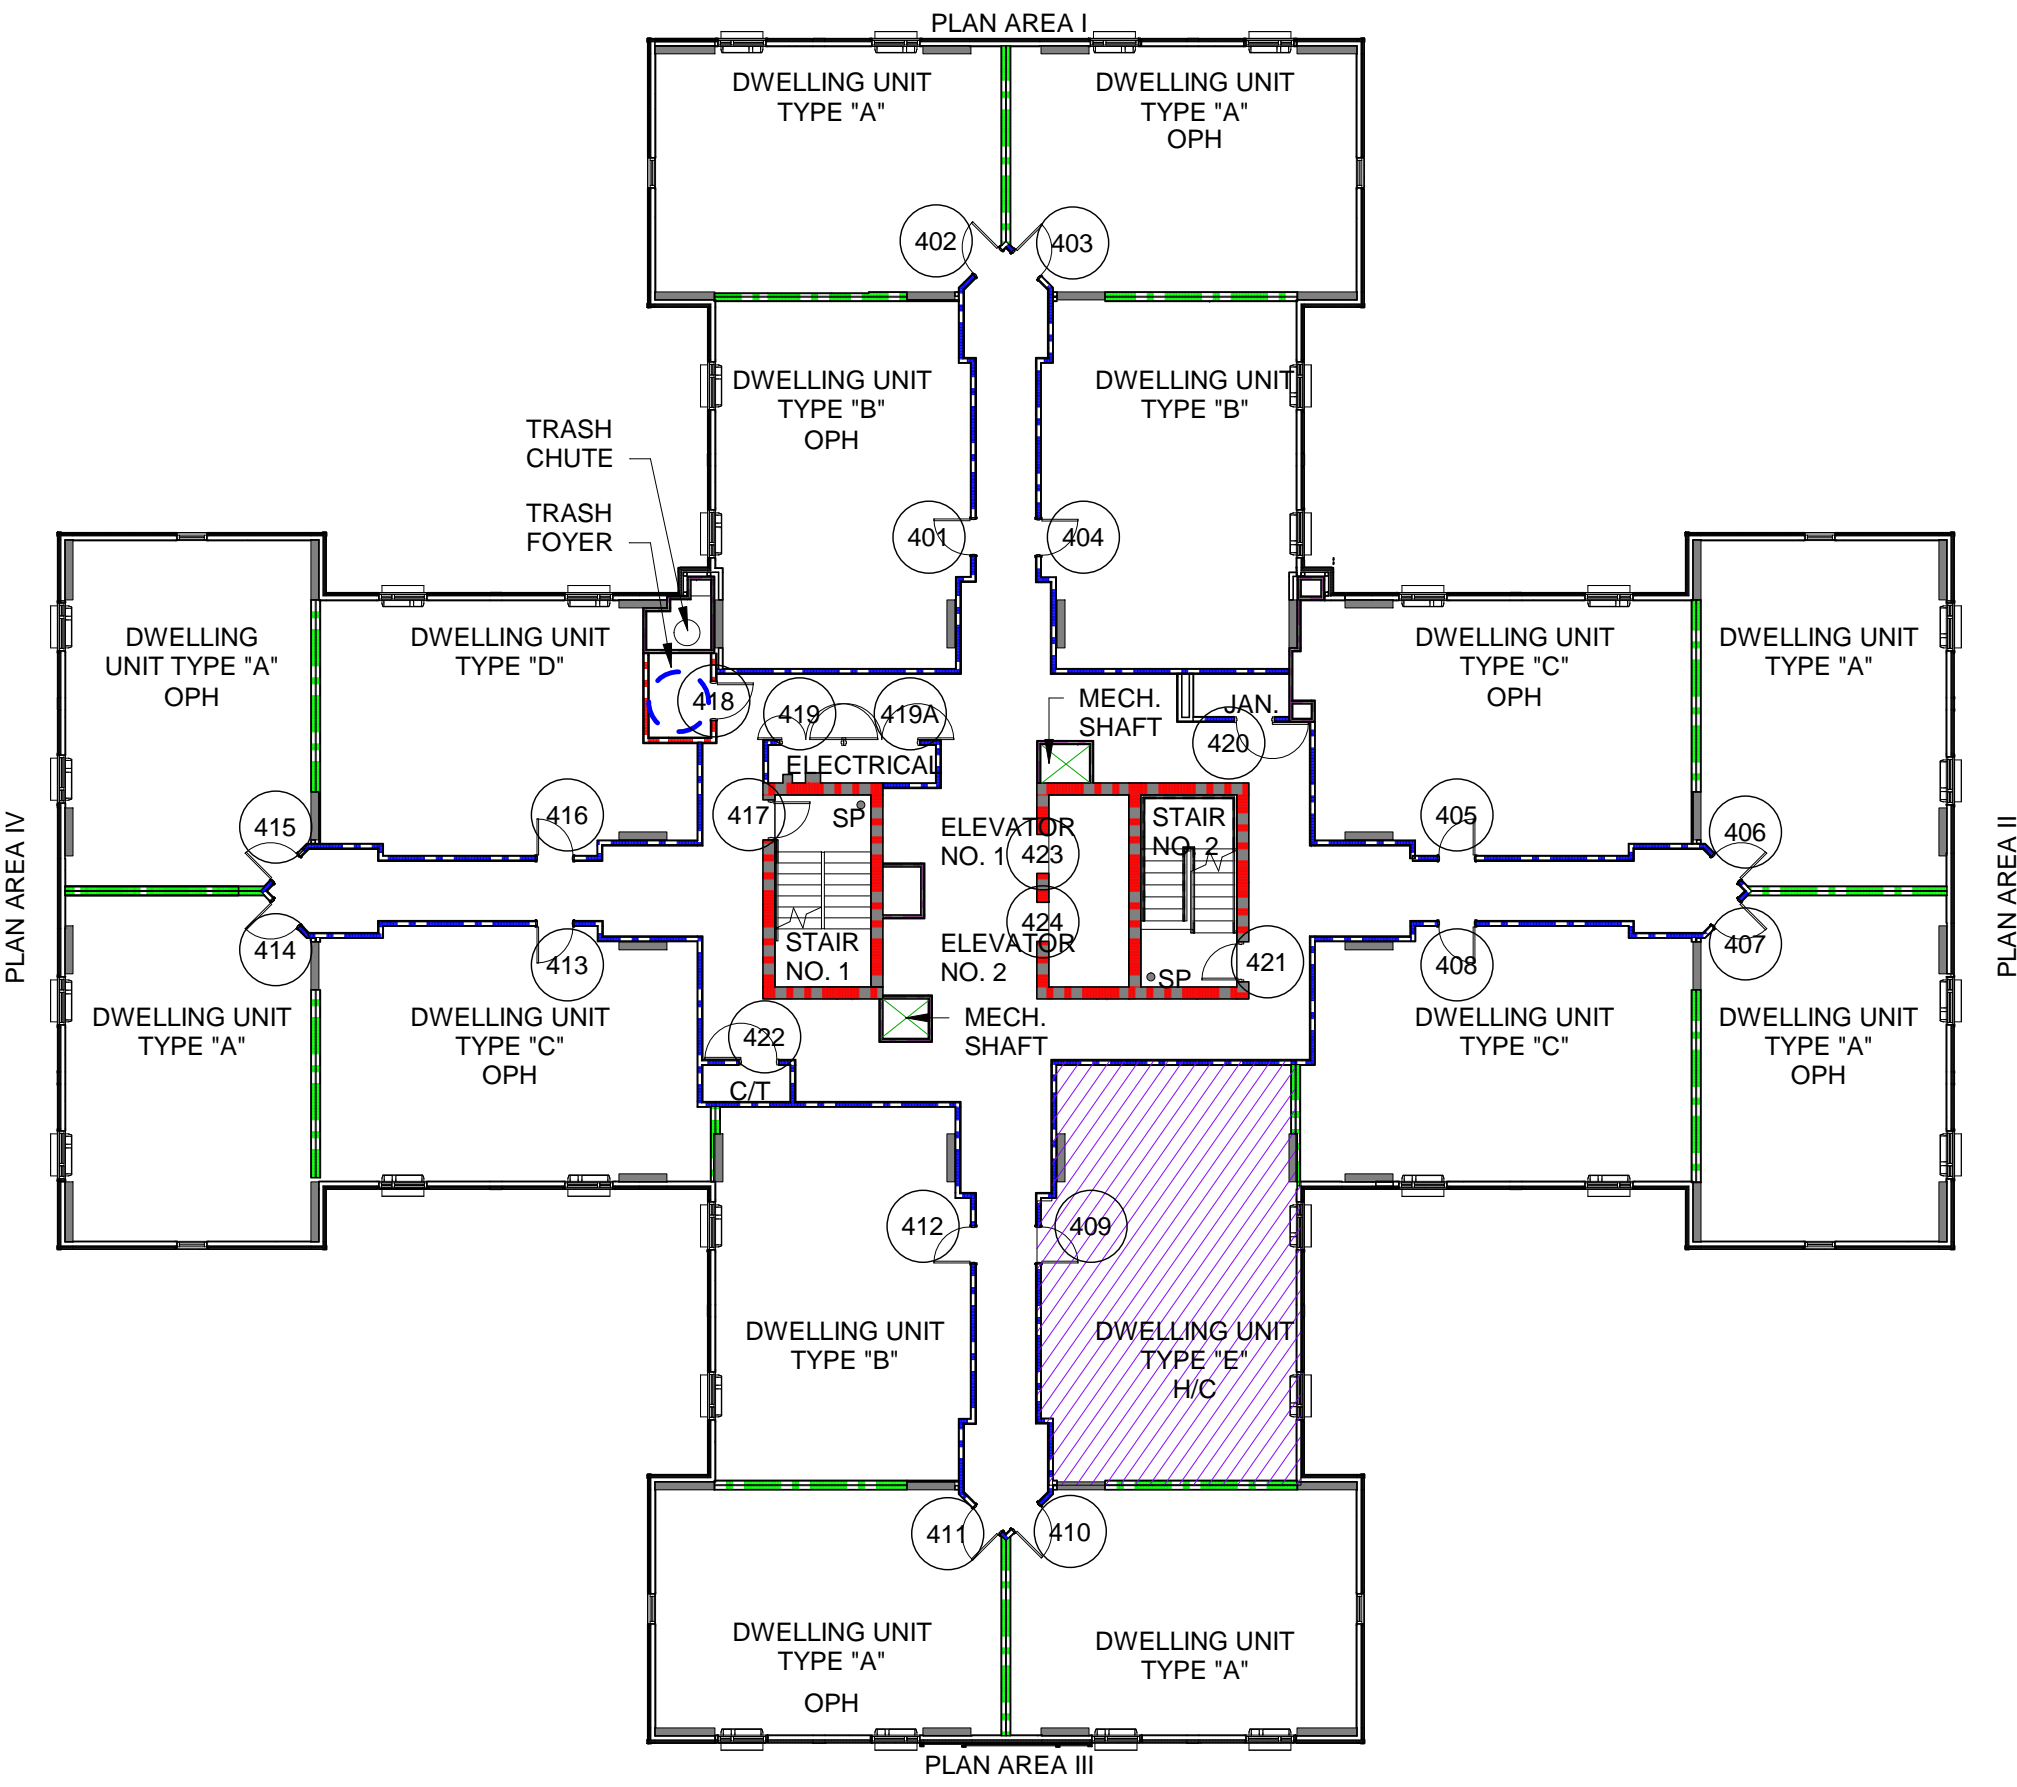 PLAN AREA I
DWELLING UNIT
TYPE "A"
DWELLING UNIT
TYPE "A"
OPH
402
403
DWELLING UNIT
TYPE "B"
OPH
DWELLING UNIT
TYPE "B"
TRASH
CHUTE
TRASH
FOYER
401
404
DWELLING
UNIT TYPE "A"
OPH
DWELLING UNIT
TYPE "D"
DWELLING UNIT
TYPE "C"
OPH
DWELLING UNIT
TYPE "A"
418
419
419A
MECH.
SHAFT
JAN.
420
ELECTRICAL
415
416
417
SP
ELEVATOR
NO. 1
423
STAIR
NO. 2
405
406
PLAN AREA IV
PLAN AREA II
424
ELEVATOR
NO. 2
STAIR
NO. 1
SP
421
414
413
408
407
DWELLING UNIT
TYPE "A"
DWELLING UNIT
TYPE "C"
OPH
422
C/T
MECH.
SHAFT
DWELLING UNIT
TYPE "C"
DWELLING UNIT
TYPE "A"
OPH
412
409
DWELLING UNIT
TYPE "B"
DWELLING UNIT
TYPE "E"
H/C
411
410
DWELLING UNIT
TYPE "A"
OPH
DWELLING UNIT
TYPE "A"
PLAN AREA III